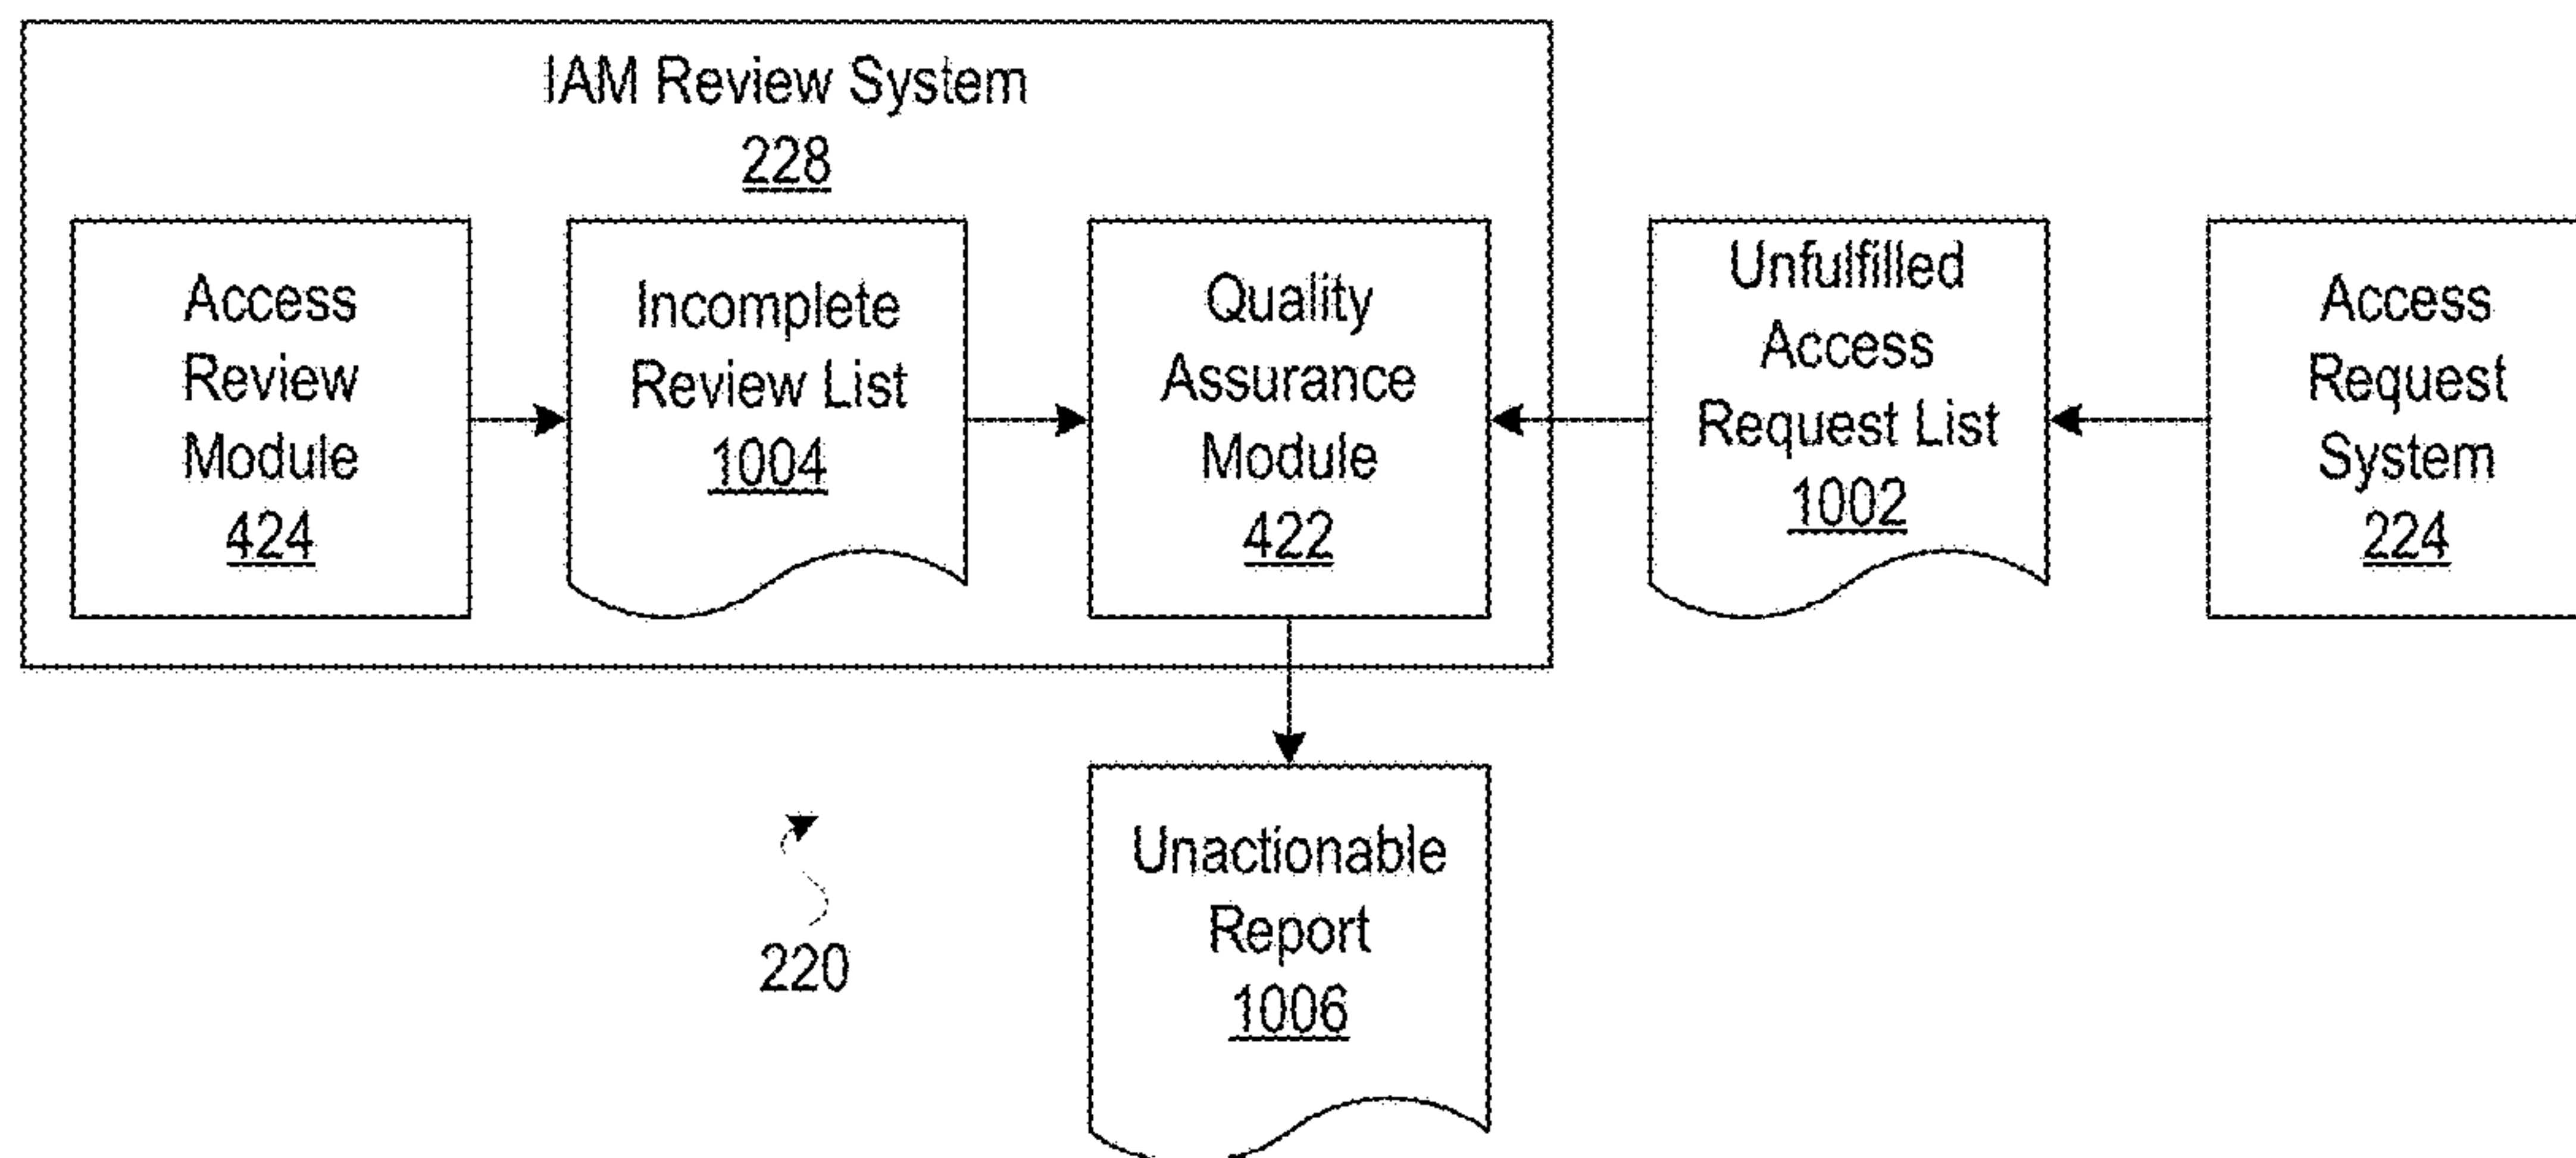 IAM Review System
228
Access
Review
Module
424
Incomplete
Review List
1004
Quality
Assurance
Module
422
Unfulfilled
Access
Request List
1002
Access
Request
System
224
Unactionable
Report
1006
220